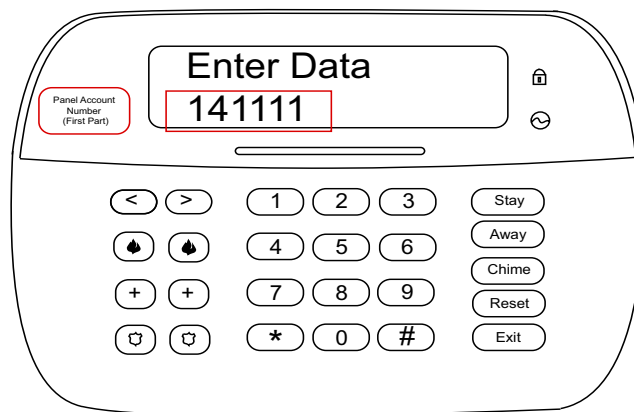 Enter Data
141111
Panel Account
Number
(First Part)
< >
1 2 3
Stay
Away
4 5 6
Chime
+ +
7 8 9
Reset
* 0 #
Exit